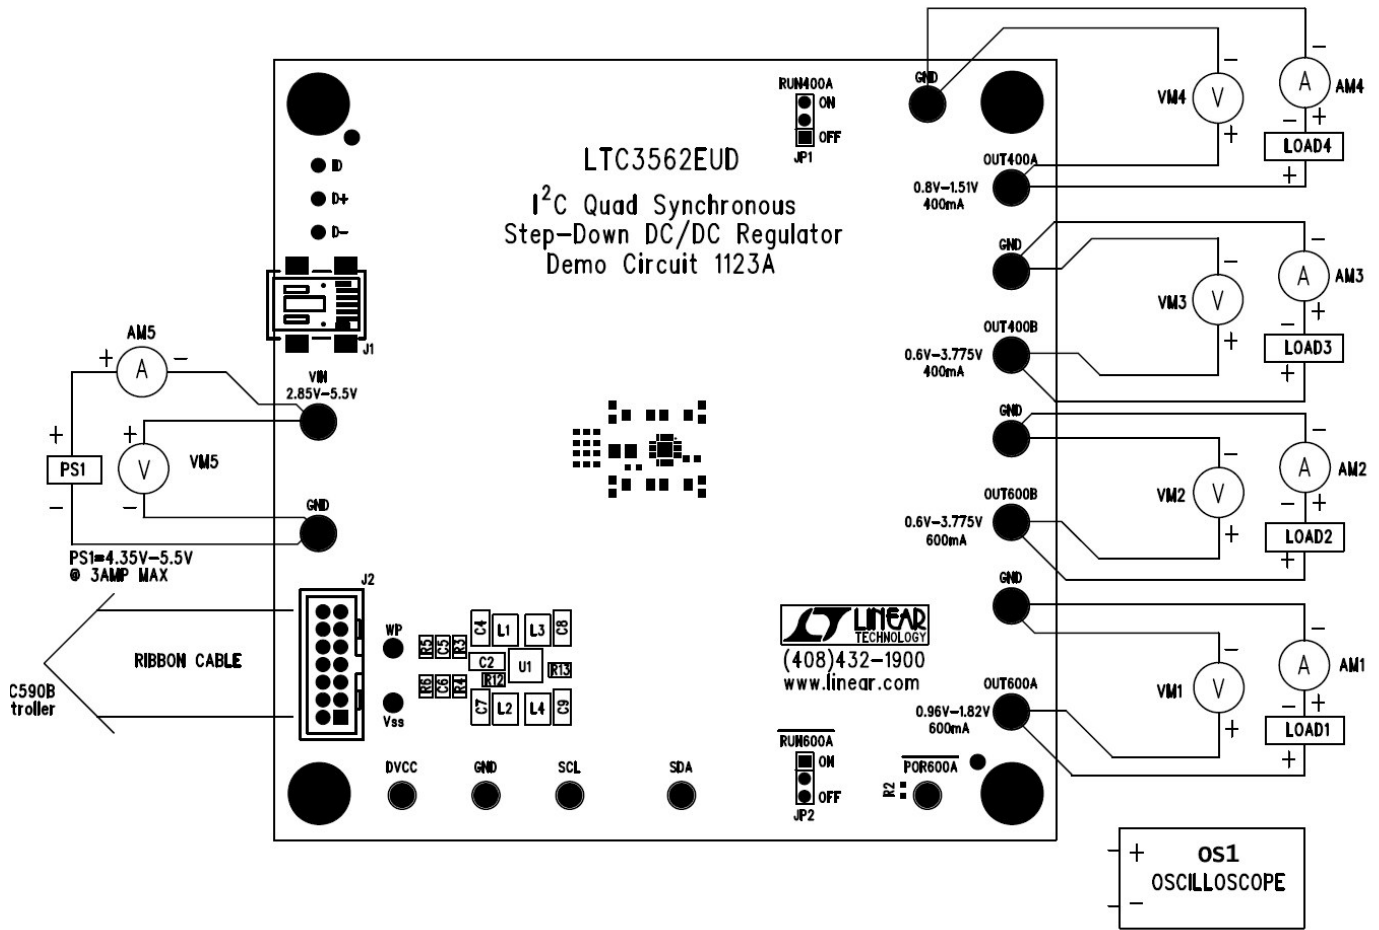 RUN400A
ON
OFF
JP1
GND
VM4
V
A
AM4
LOAD4
LTC3562EUD
I²C Quad Synchronous
Step-Down DC/DC Regulator
Demo Circuit 1123A
OUT400A
0.8V-1.51V
400mA
ID
D+
D-
J1
GND
VM3
V
A
AM3
LOAD3
OUT400B
0.6V-3.775V
400mA
AM5
A
VIN
2.85V-5.5V
PS1
V
VM5
GND
PS1=4.35V-5.5V
@ 3AMP MAX
GND
VM2
V
A
AM2
LOAD2
OUT600B
0.6V-3.775V
600mA
GND
VM1
V
A
AM1
LOAD1
OUT600A
0.96V-1.82V
600mA
J2
RIBBON CABLE
C590B
troller
WP
Vss
R5
C5
R3
R6
C6
R4
C4
L1
L3
C8
C2
U1
R12
R13
C7
L2
L4
C9
LT LINEAR
TECHNOLOGY
(408)432-1900
www.linear.com
RUN600A
ON
OFF
JP2
POR600A
R2
DVCC
GND
SCL
SDA
+ OS1
OSCILLOSCOPE
-